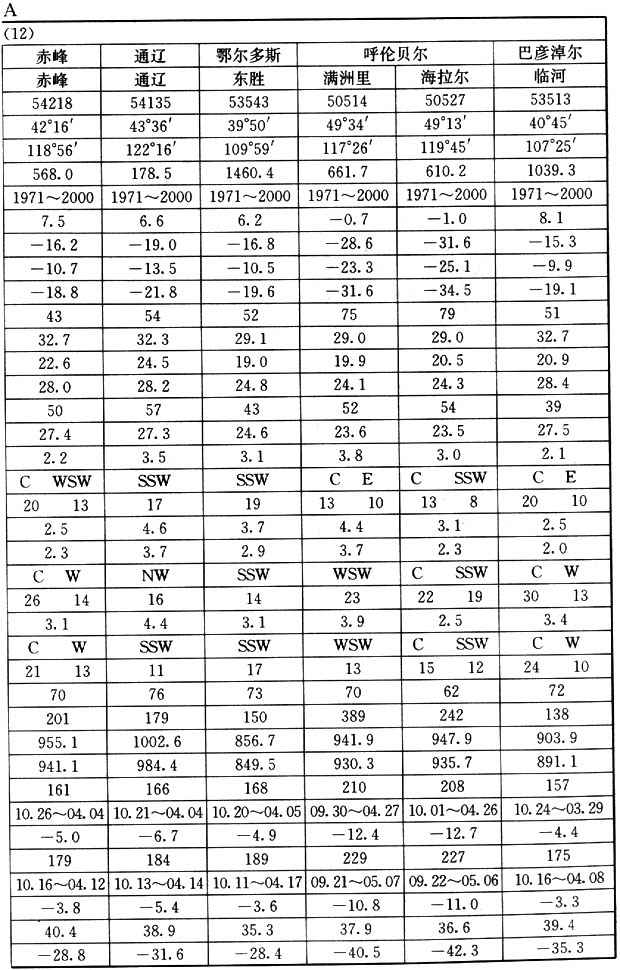 A
(12)
赤峰 通辽 鄂尔多斯 呼伦贝尔 巴彦淖尔
赤峰 通辽 东胜 满洲里 海拉尔 临河
54218 54135 53543 50514 50527 53513
42°16′ 43°36′ 39°50′ 49°34′ 49°13′ 40°45′
118°56′ 122°16′ 109°59′ 117°26′ 119°45′ 107°25′
568.0 178.5 1460.4 661.7 610.2 1039.3
1971～2000 1971～2000 1971～2000 1971～2000 1971～2000 1971～2000
7.5 6.6 6.2 −0.7 −1.0 8.1
−16.2 −19.0 −16.8 −28.6 −31.6 −15.3
−10.7 −13.5 −10.5 −23.3 −25.1 −9.9
−18.8 −21.8 −19.6 −31.6 −34.5 −19.1
43 54 52 75 79 51
32.7 32.3 29.1 29.0 29.0 32.7
22.6 24.5 19.0 19.9 20.5 20.9
28.0 28.2 24.8 24.1 24.3 28.4
50 57 43 52 54 39
27.4 27.3 24.6 23.6 23.5 27.5
2.2 3.5 3.1 3.8 3.0 2.1
C WSW SSW SSW C E C SSW C E
20 13 17 19 13 10 13 8 20 10
2.5 4.6 3.7 4.4 3.1 2.5
2.3 3.7 2.9 3.7 2.3 2.0
C W NW SSW WSW C SSW C W
26 14 16 14 23 22 19 30 13
3.1 4.4 3.1 3.9 2.5 3.4
C W SSW SSW WSW C SSW C W
21 13 11 17 13 15 12 24 10
70 76 73 70 62 72
201 179 150 389 242 138
955.1 1002.6 856.7 941.9 947.9 903.9
941.1 984.4 849.5 930.3 935.7 891.1
161 166 168 210 208 157
10.26～04.04 10.21～04.04 10.20～04.05 09.30～04.27 10.01～04.26 10.24～03.29
−5.0 −6.7 −4.9 −12.4 −12.7 −4.4
179 184 189 229 227 175
10.16～04.12 10.13～04.14 10.11～04.17 09.21～05.07 09.22～05.06 10.16～04.08
−3.8 −5.4 −3.6 −10.8 −11.0 −3.3
40.4 38.9 35.3 37.9 36.6 39.4
−28.8 −31.6 −28.4 −40.5 −42.3 −35.3